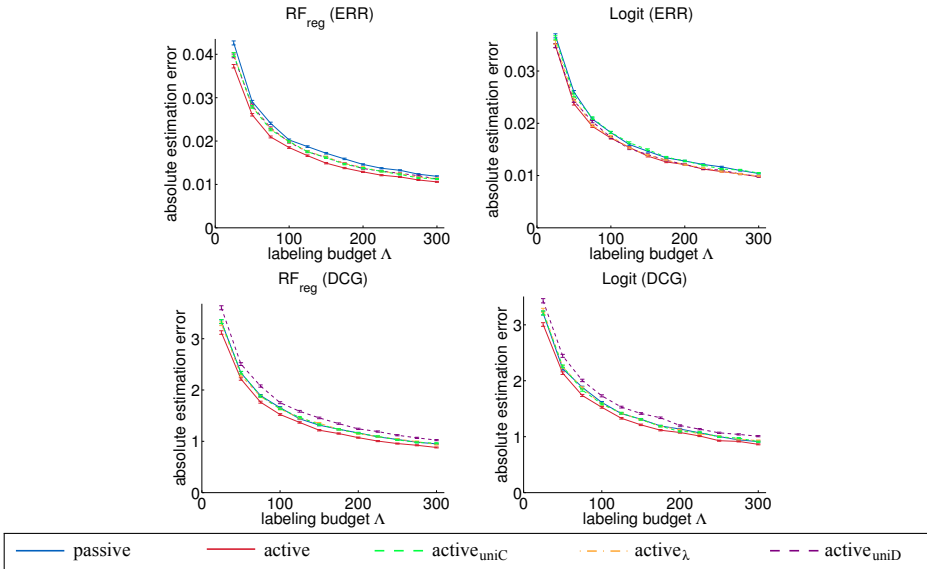 RF_reg (ERR)
absolute estimation error
0.04
0.03
0.02
0.01
0
0 100 200 300
labeling budget Λ
Logit (ERR)
absolute estimation error
0.03
0.02
0.01
0
0 100 200 300
labeling budget Λ
RF_reg (DCG)
absolute estimation error
3
2
1
0
0 100 200 300
labeling budget Λ
Logit (DCG)
absolute estimation error
3
2
1
0
0 100 200 300
labeling budget Λ
passive active active_uniC active_λ active_uniD